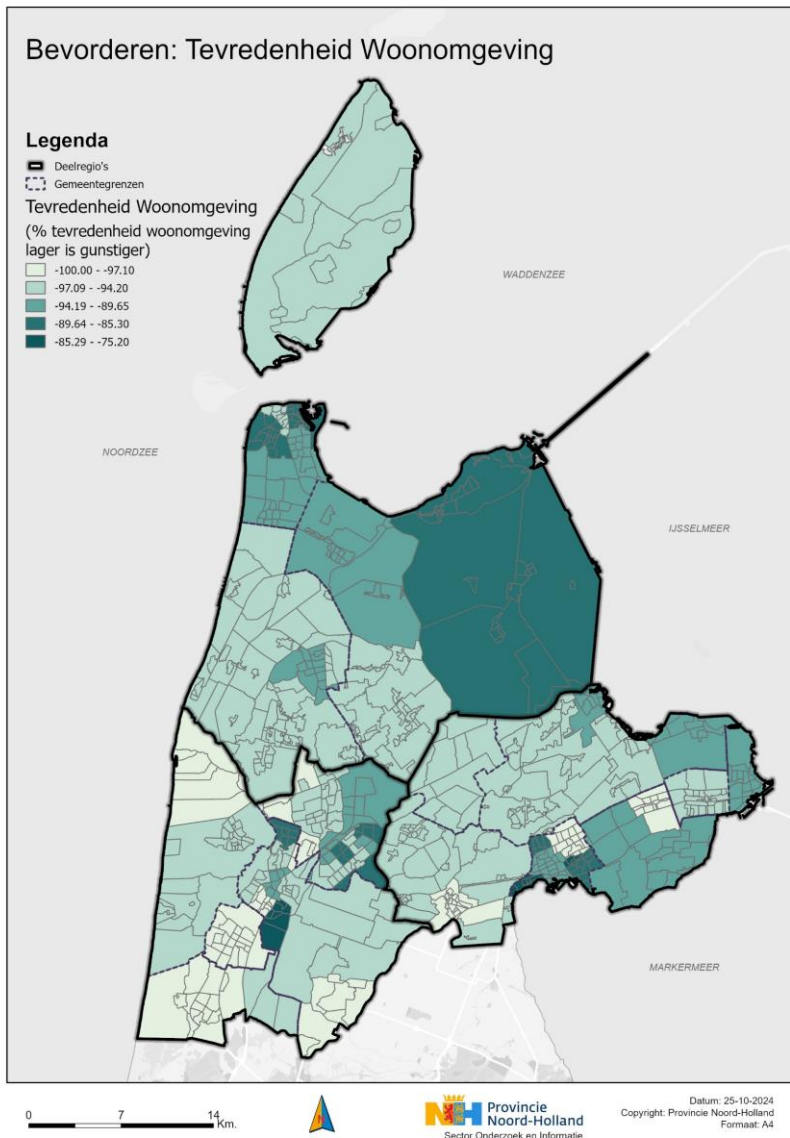 Bevorderen: Tevredenheid Woonomgeving
Legenda
Deelregio's
Gemeentegrenzen
Tevredenheid Woonomgeving
(% tevredenheid woonomgeving
lager is gunstiger)
-100.00 - -97.10
-97.09 - -94.20
-94.19 - -89.65
-89.64 - -85.30
-85.29 - -75.20
WADDENZEE
NOORDZEE
IJSSELMEER
MARKERMEER
0 7 14 Km.
N
Provincie
Noord-Holland
Sector Onderzoek en Informatie
Datum: 25-10-2024
Copyright: Provincie Noord-Holland
Formaat: A4